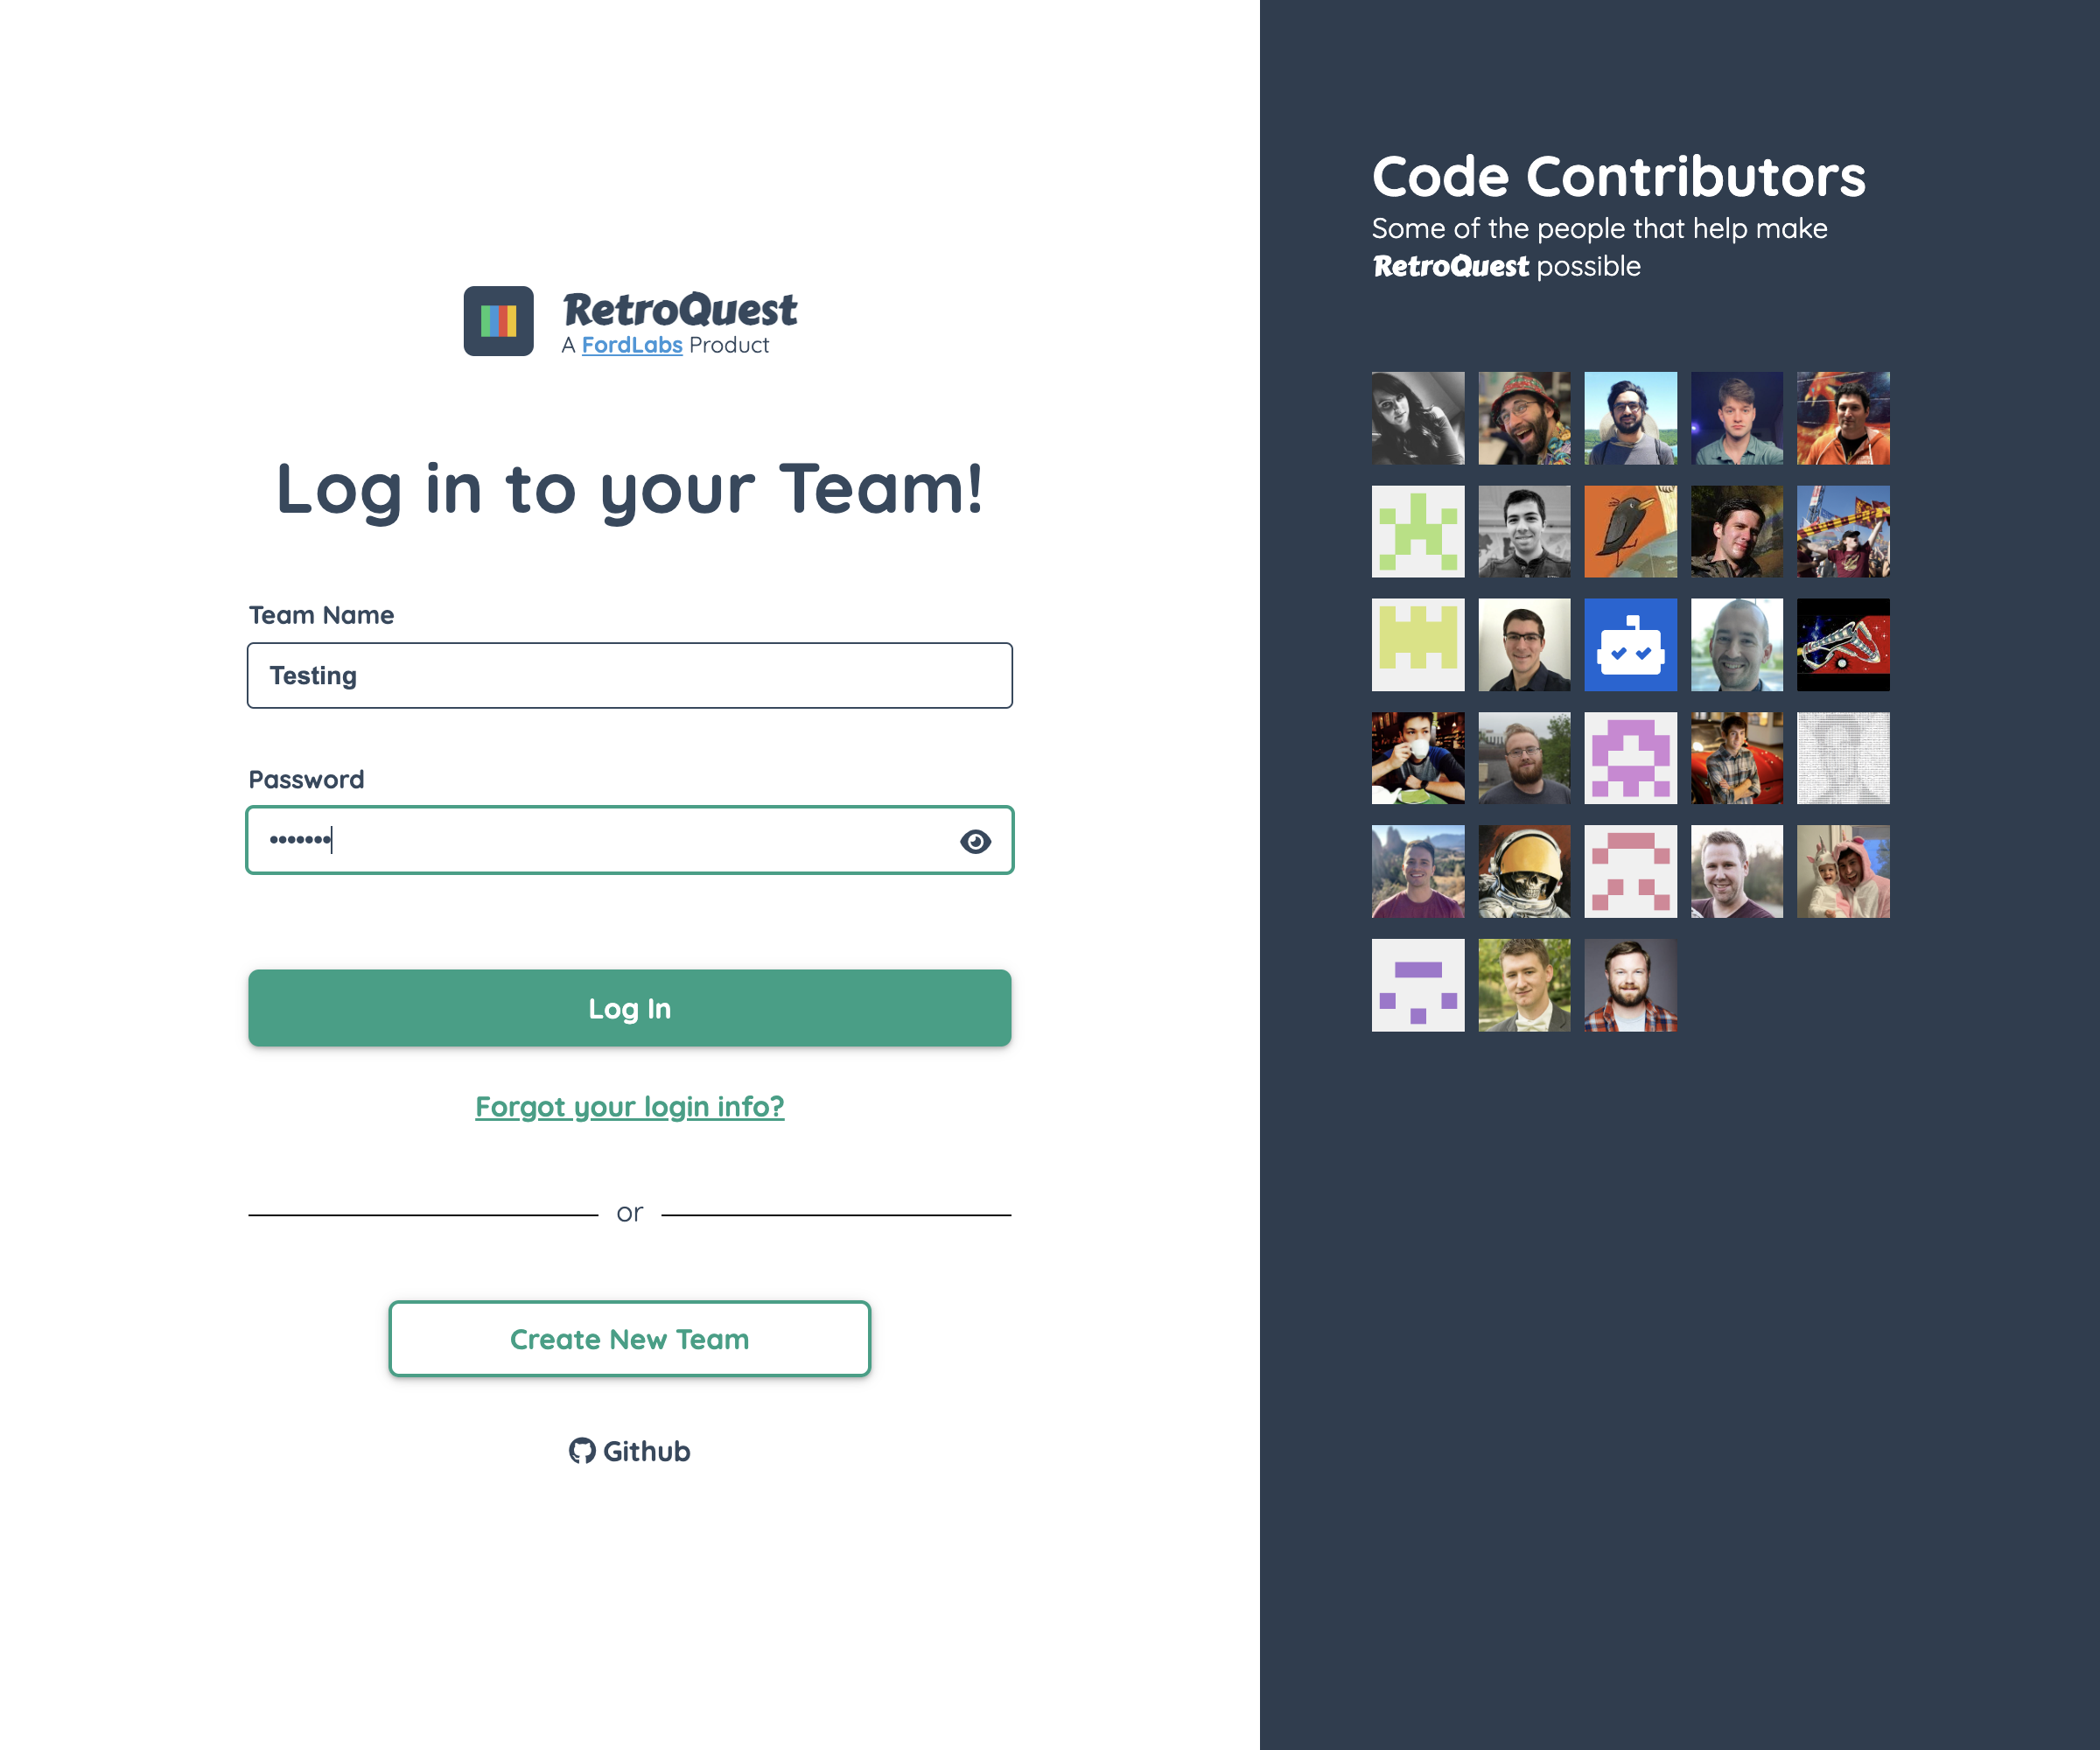 RetroQuest
A FordLabs Product
Log in to your Team!
Team Name
Testing
Password
•••••••
Log In
Forgot your login info?
or
Create New Team
Github
Code Contributors
Some of the people that help make
RetroQuest possible